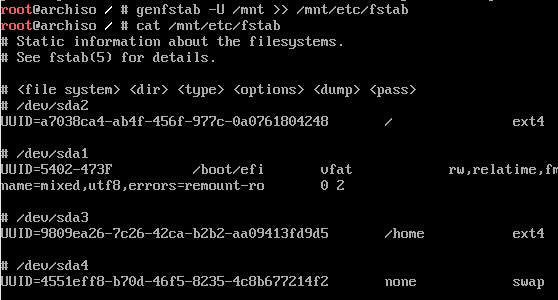 root@archiso / # genfstab -U /mnt >> /mnt/etc/fstab
root@archiso / # cat /mnt/etc/fstab
# Static information about the filesystems.
# See fstab(5) for details.
# <file system> <dir> <type> <options> <dump> <pass>
# /dev/sda2
UUID=a7038ca4-ab4f-456f-977c-0a0761804248 / ext4
# /dev/sda1
UUID=5402-473F /boot/efi vfat rw,relatime,fm
name=mixed,utf8,errors=remount-ro 0 2
# /dev/sda3
UUID=9809ea26-7c26-42ca-b2b2-aa09413fd9d5 /home ext4
# /dev/sda4
UUID=4551eff8-b70d-46f5-8235-4c8b677214f2 none swap